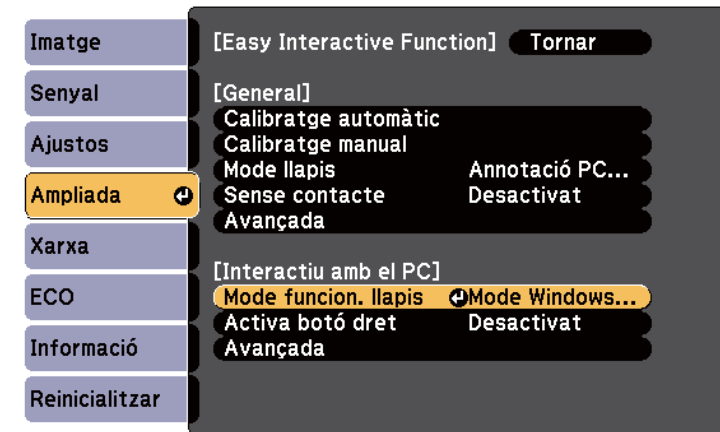 Imatge
Senyal
Ajustos
Ampliada
Xarxa
ECO
Informació
Reinicialitzar
[Easy Interactive Function] Tornar
[General]
Calibratge automàtic
Calibratge manual
Mode llapis Annotació PC...
Sense contacte Desactivat
Avançada
[Interactiu amb el PC]
Mode funcion. llapis Mode Windows...
Activa botó dret Desactivat
Avançada